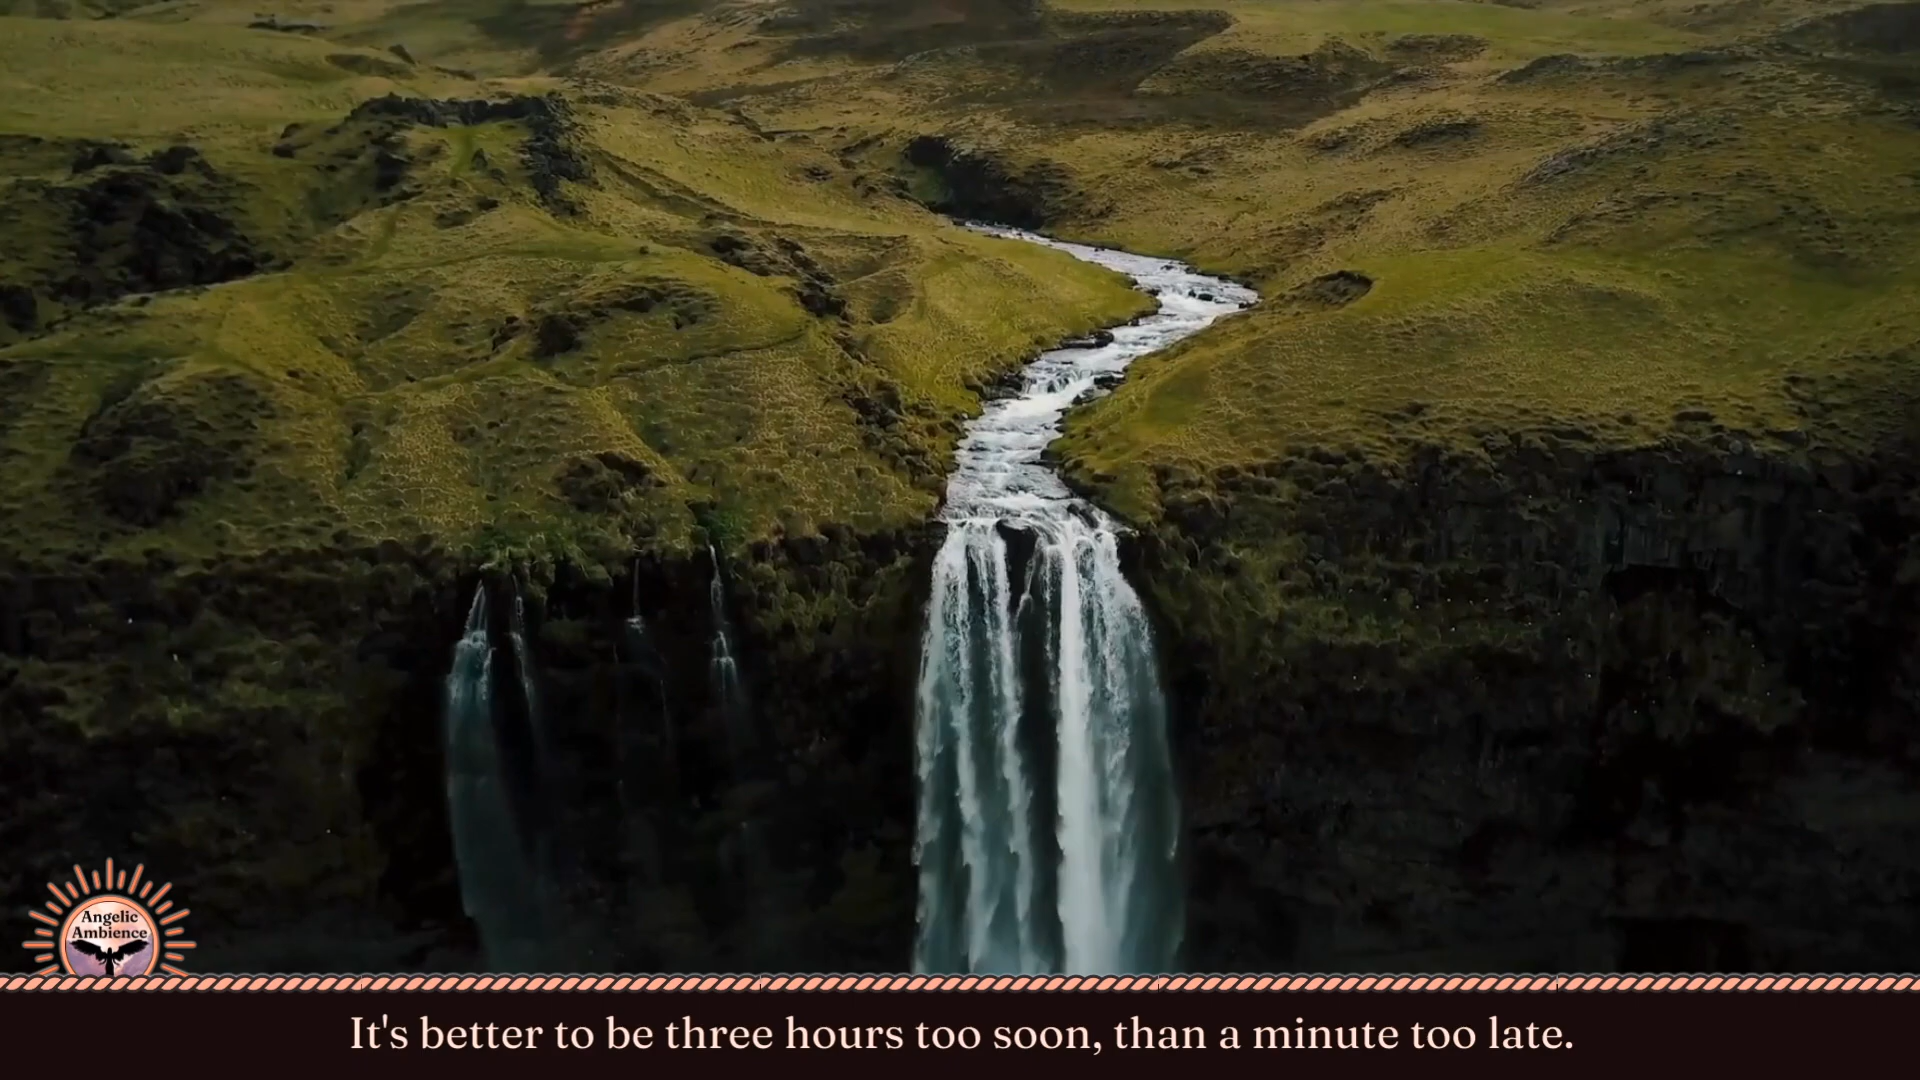 Angelic
Ambience
It's better to be three hours too soon, than a minute too late.